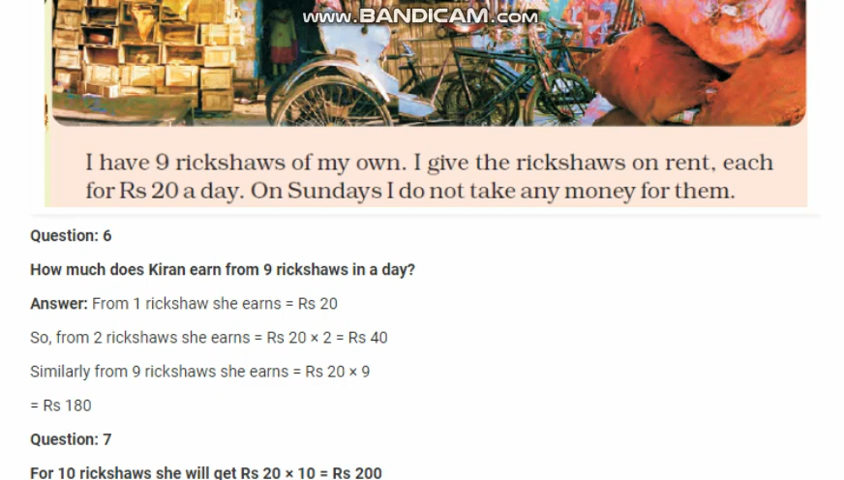 www.BANDICAM.com
I have 9 rickshaws of my own. I give the rickshaws on rent, each
for Rs 20 a day. On Sundays I do not take any money for them.
Question: 6
How much does Kiran earn from 9 rickshaws in a day?
Answer: From 1 rickshaw she earns = Rs 20
So, from 2 rickshaws she earns = Rs 20 × 2 = Rs 40
Similarly from 9 rickshaws she earns = Rs 20 × 9
= Rs 180
Question: 7
For 10 rickshaws she will get Rs 20 × 10 = Rs 200